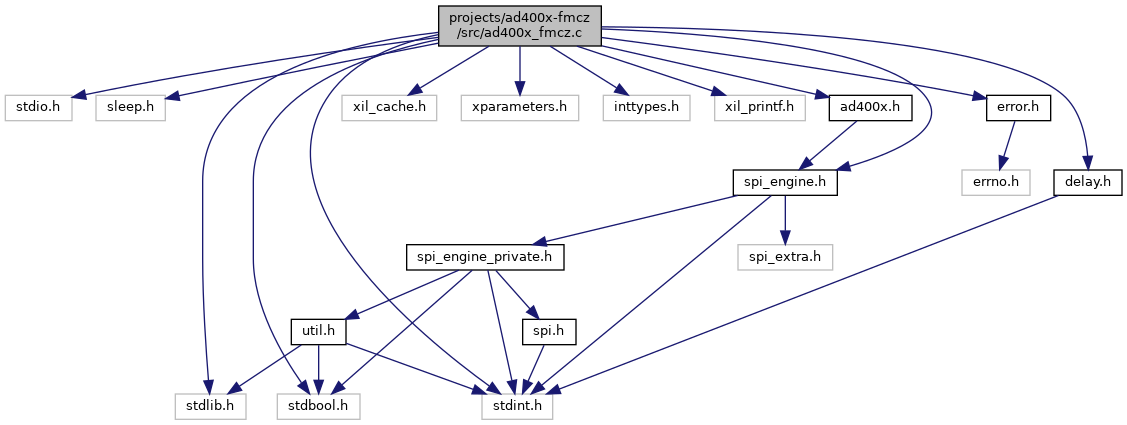 projects/ad400x-fmcz
/src/ad400x_fmcz.c
stdio.h
sleep.h
xil_cache.h
xparameters.h
inttypes.h
xil_printf.h
ad400x.h
error.h
spi_engine.h
errno.h
delay.h
spi_engine_private.h
spi_extra.h
util.h
spi.h
stdlib.h
stdbool.h
stdint.h